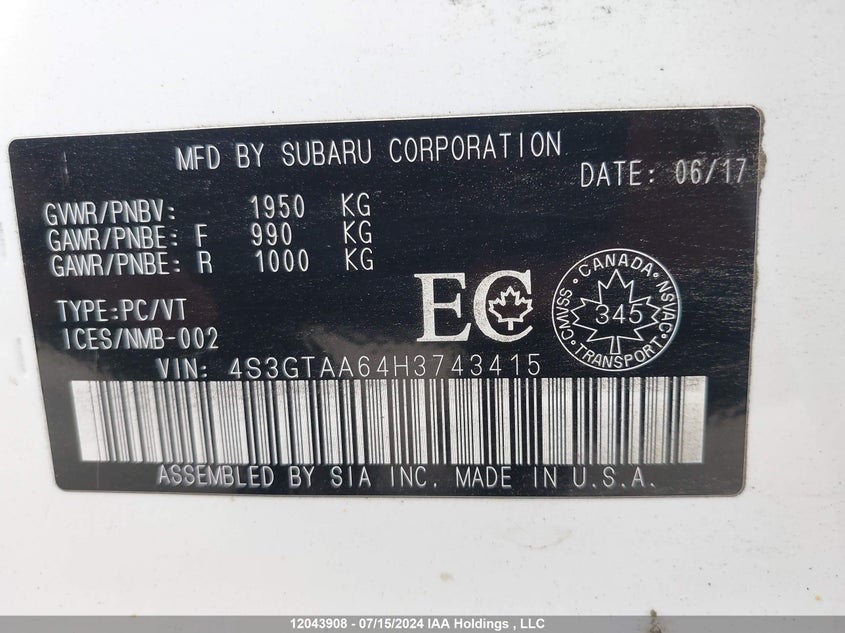 MFD BY SUBARU CORPORATION
DATE: 06/17
GVWR/PNBV: 1950 KG
GAWR/PNBE: F 990 KG
GAWR/PNBE: R 1000 KG
TYPE:PC/VT
ICES/NMB-002
EC
CANADA
CMVSS 345 NSVAC
TRANSPORT
VIN: 4S3GTAA64H3743415
ASSEMBLED BY SIA INC. MADE IN U.S.A.
12043908 - 07/15/2024 IAA Holdings , LLC